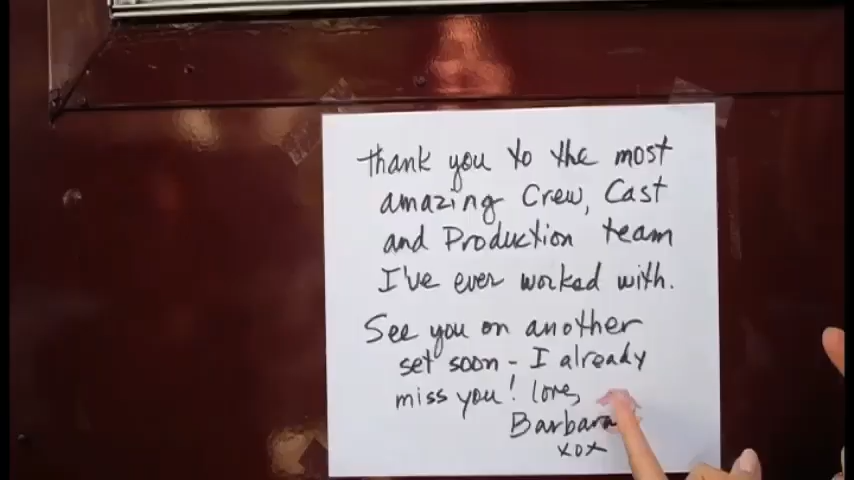 thank you to the most
amazing Crew, Cast
and Production team
I've ever worked with.
See you on another
set soon - I already
miss you! love,
Barbara
xox